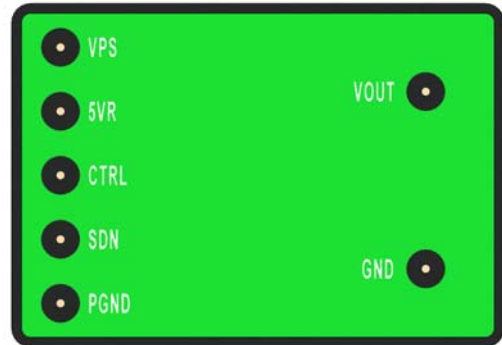 VPS
VOUT
5VR
CTRL
SDN
GND
PGND